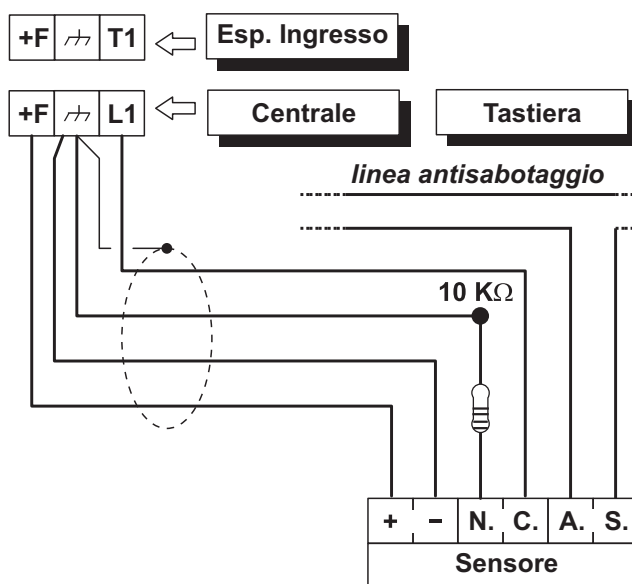 +F T1 Esp. Ingresso
+F L1 Centrale Tastiera
linea antisabotaggio
10 KΩ
+ − N. C. A. S.
Sensore